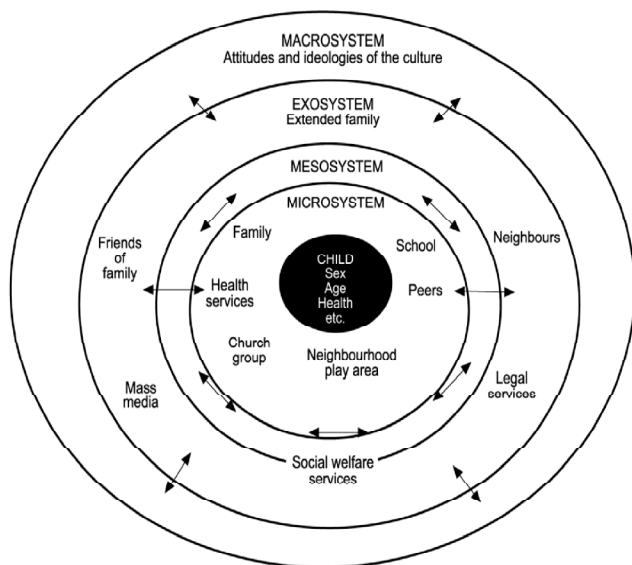 MACROSYSTEM
Attitudes and ideologies of the culture
EXOSYSTEM
Extended family
MESOSYSTEM
MICROSYSTEM
Family
School
CHILD
Sex
Age
Health
etc.
Friends
of
family
Neighbours
Health
services
Peers
Church
group
Neighbourhood
play area
Mass
media
Legal
services
Social welfare
services